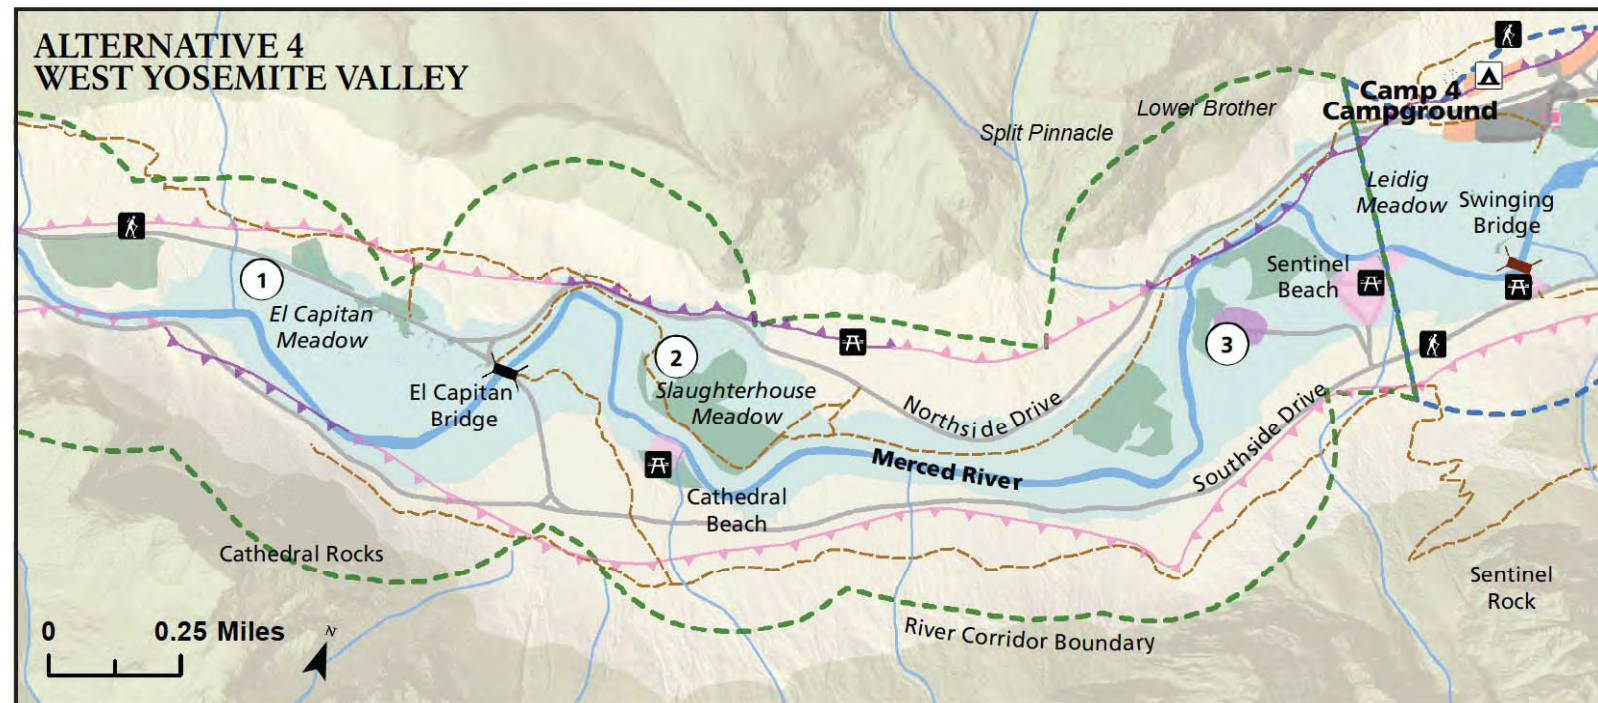 ALTERNATIVE 4
WEST YOSEMITE VALLEY
Lower Brother
Split Pinnacle
Camp 4
Campground
Leidig
Meadow
Swinging
Bridge
1
El Capitan
Meadow
Sentinel
Beach
El Capitan
Bridge
2
Slaughterhouse
Meadow
3
Northside Drive
Southside Drive
Merced River
Cathedral
Beach
Cathedral Rocks
Sentinel
Rock
River Corridor Boundary
0 0.25 Miles
N